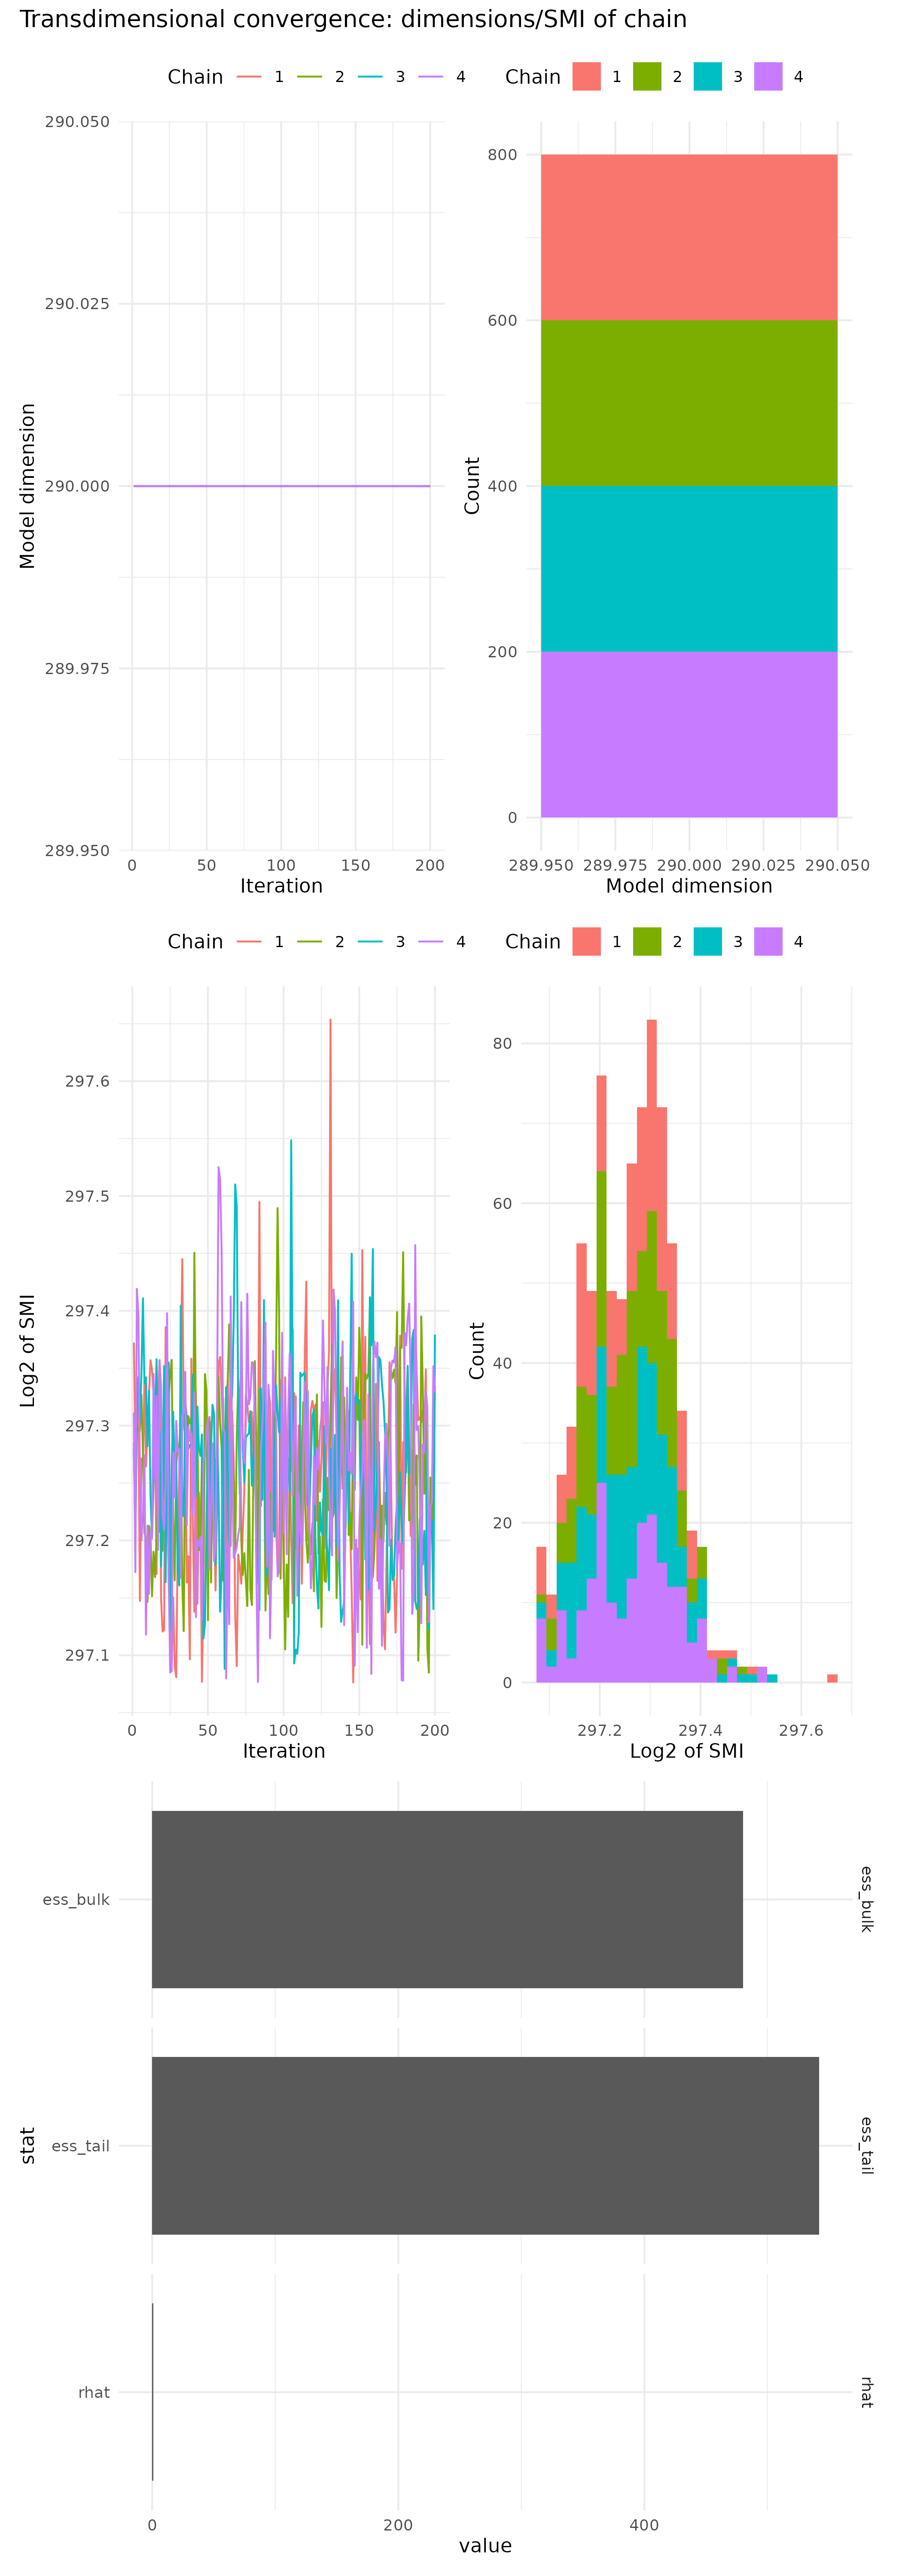 Transdimensional convergence: dimensions/SMI of chain
Chain 1 2 3 4
Chain 1 2 3 4
Model dimension
290.050
290.025
290.000
289.975
289.950
0 50 100 150 200
Iteration
Count
800
600
400
200
0
289.950 289.975 290.000 290.025 290.050
Model dimension
Chain 1 2 3 4
Chain 1 2 3 4
Log2 of SMI
297.6
297.5
297.4
297.3
297.2
297.1
0 50 100 150 200
Iteration
Count
80
60
40
20
0
297.2 297.4 297.6
Log2 of SMI
stat
ess_bulk
ess_bulk
ess_tail
ess_tail
rhat
rhat
0 200 400
value